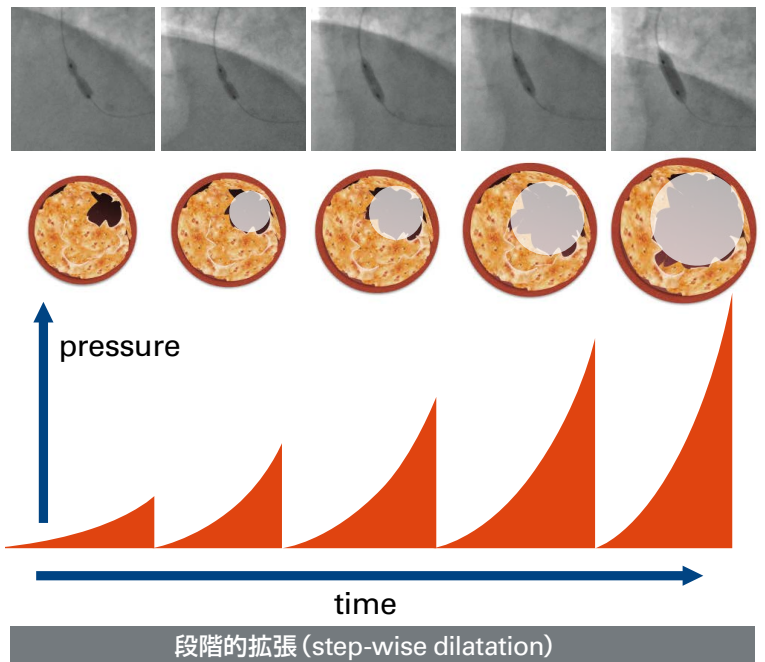 pressure
time
段階的拡張(step-wise dilatation)